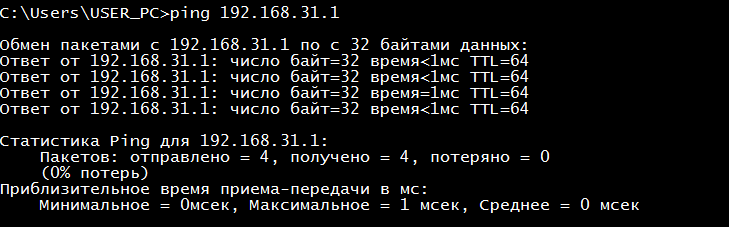 C:\Users\USER_PC>ping 192.168.31.1
Обмен пакетами с 192.168.31.1 по с 32 байтами данных:
Ответ от 192.168.31.1: число байт=32 время<1мс TTL=64
Ответ от 192.168.31.1: число байт=32 время<1мс TTL=64
Ответ от 192.168.31.1: число байт=32 время=1мс TTL=64
Ответ от 192.168.31.1: число байт=32 время<1мс TTL=64
Статистика Ping для 192.168.31.1:
Пакетов: отправлено = 4, получено = 4, потеряно = 0
(0% потерь)
Приблизительное время приема-передачи в мс:
Минимальное = 0мсек, Максимальное = 1 мсек, Среднее = 0 мсек